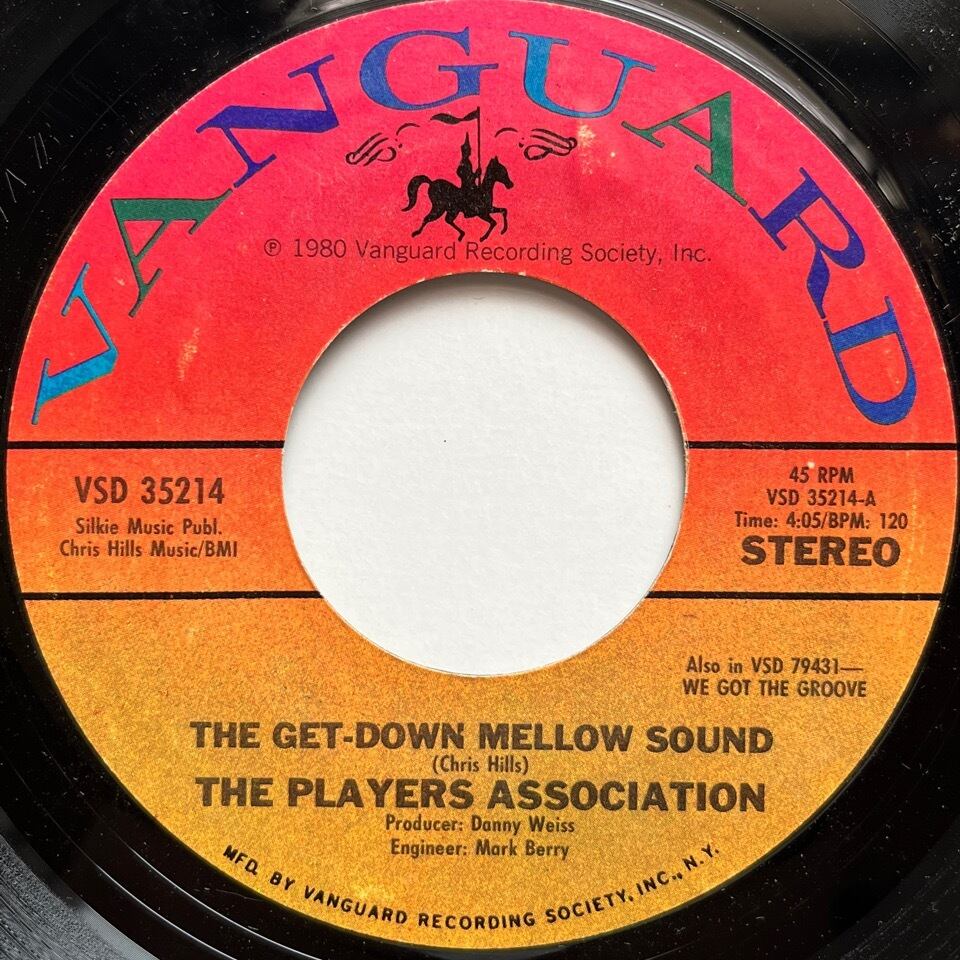 VANGUARD
℗ 1980 Vanguard Recording Society, Inc.
VSD 35214
Silkie Music Publ.
Chris Hills Music/BMI
45 RPM
VSD 35214-A
Time: 4:05/BPM: 120
STEREO
Also in VSD 79431—
WE GOT THE GROOVE
THE GET-DOWN MELLOW SOUND
(Chris Hills)
THE PLAYERS ASSOCIATION
Producer: Danny Weiss
Engineer: Mark Berry
MFD. BY VANGUARD RECORDING SOCIETY, INC., N.Y.